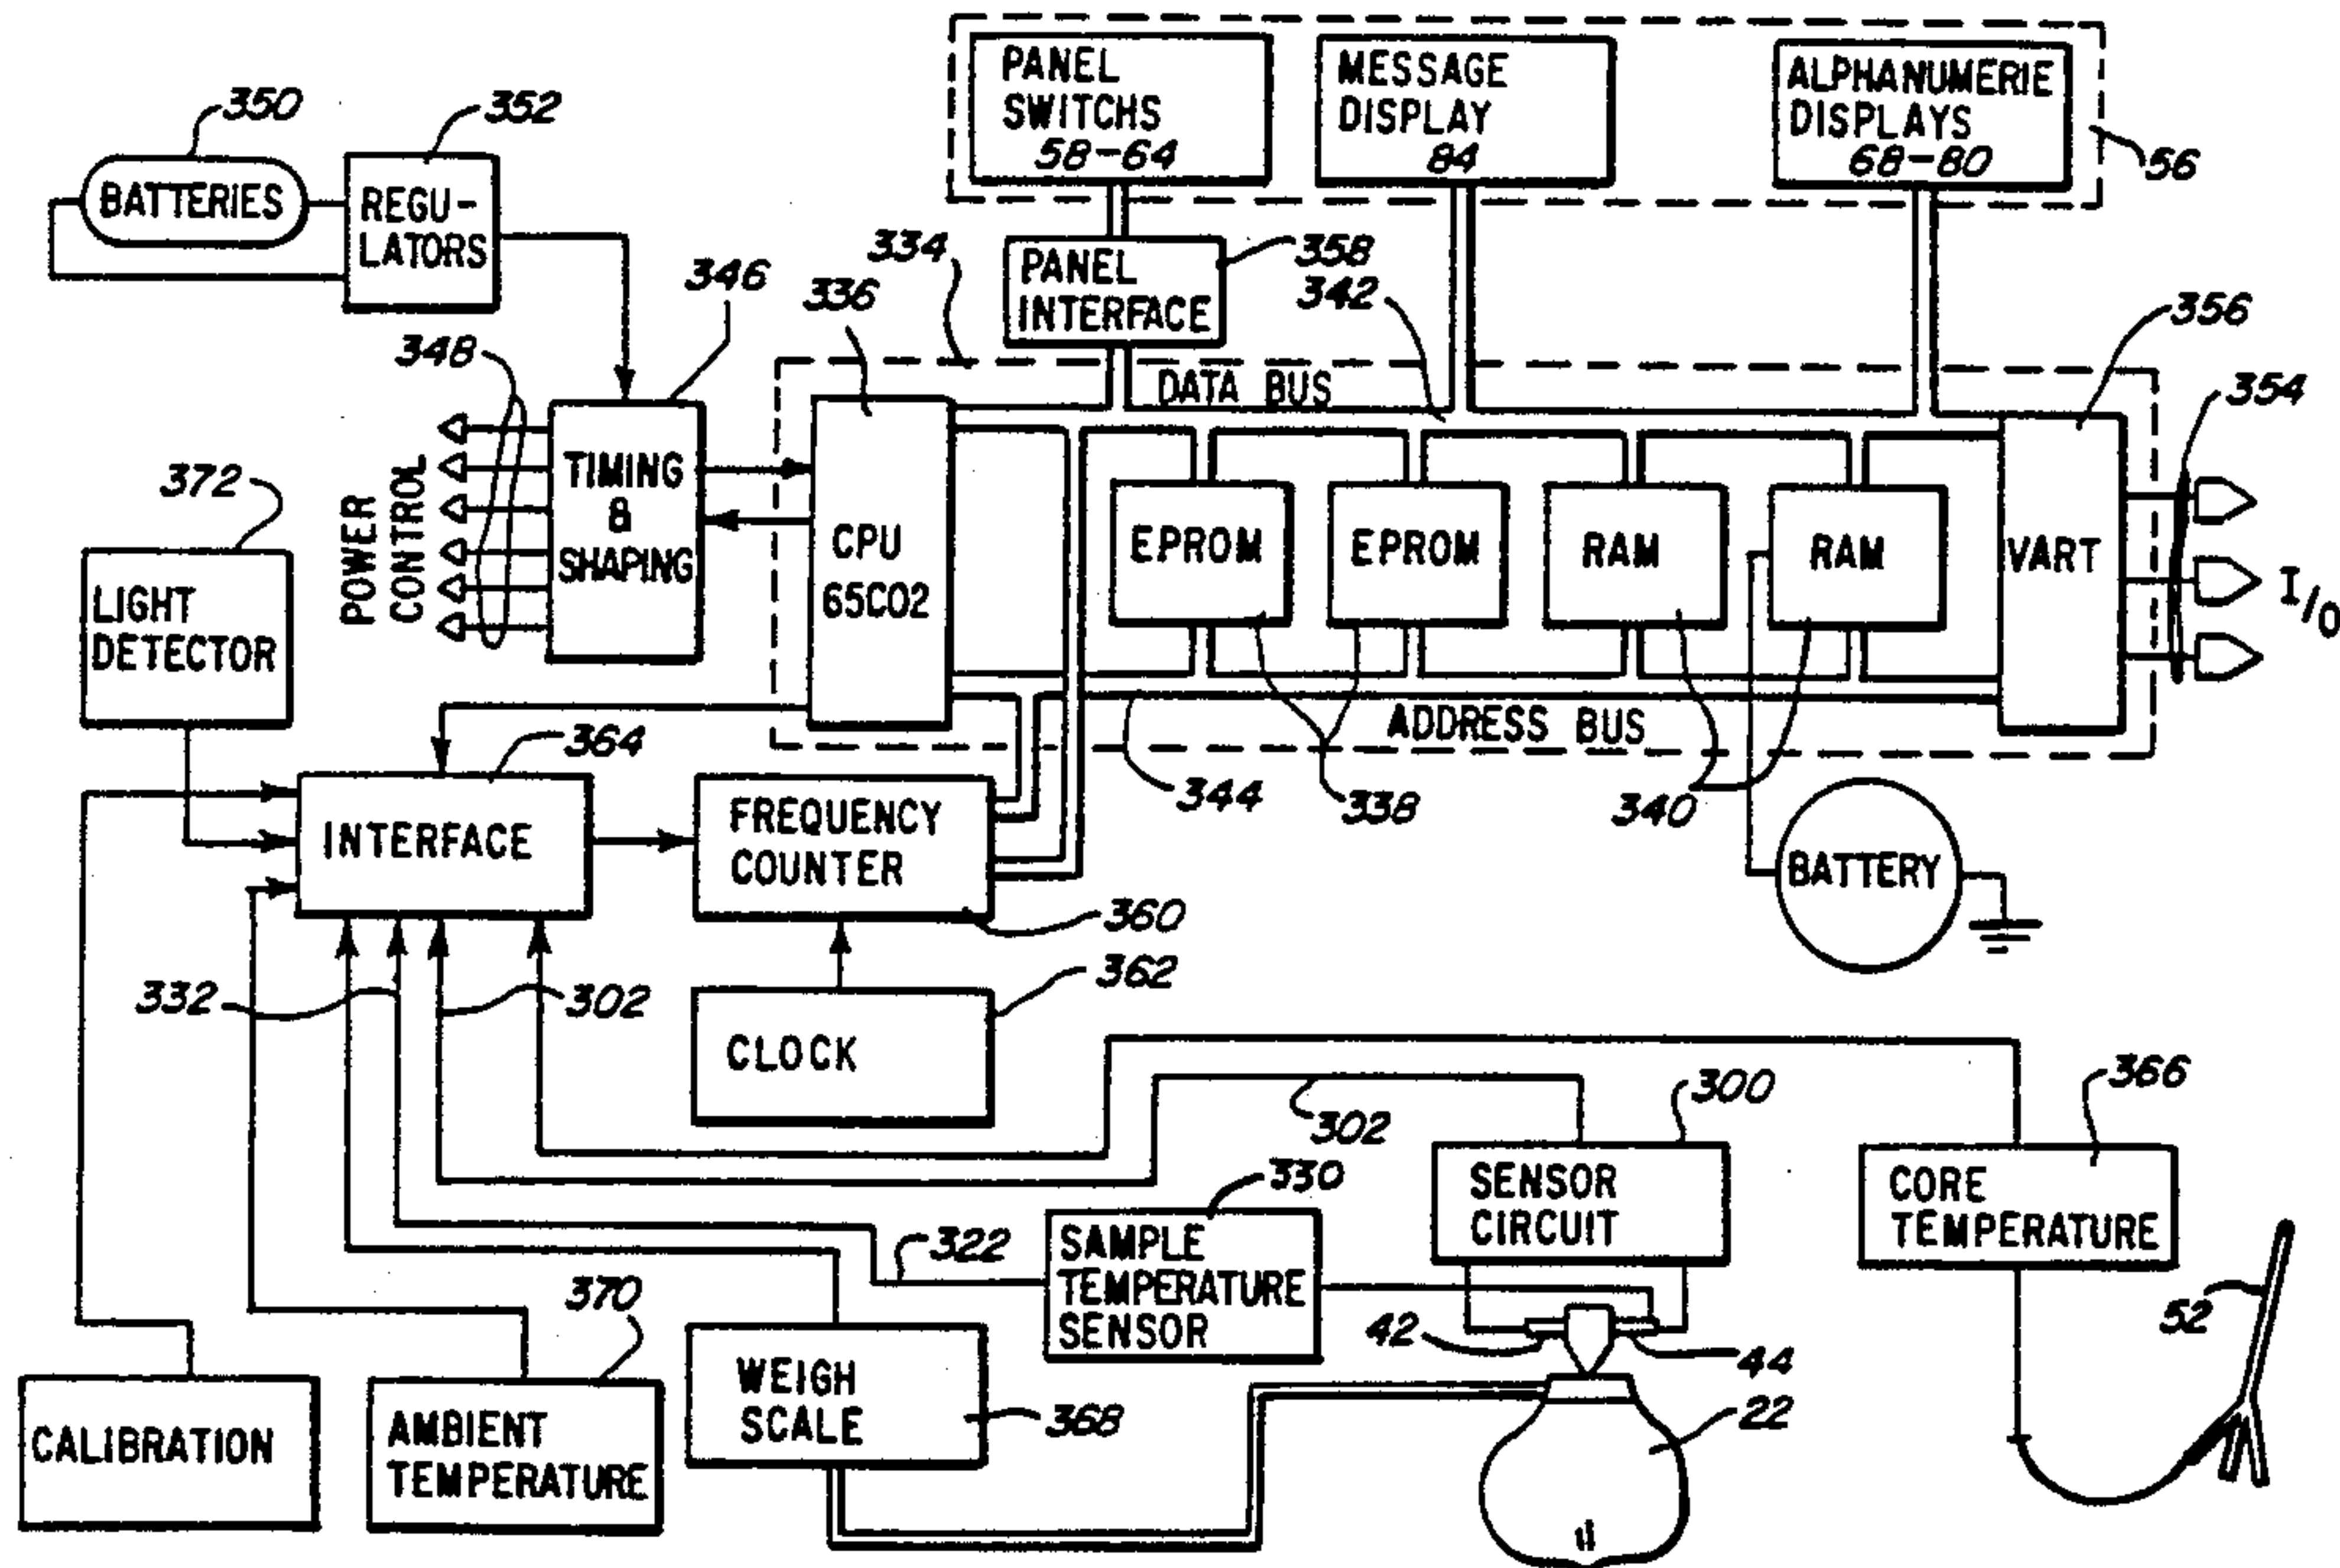 PANEL
SWITCHS
58-64
MESSAGE
DISPLAY
84
ALPHANUMERIE
DISPLAYS
68-80
56
350
352
BATTERIES
REGU-
LATORS
334
PANEL
INTERFACE
358
342
346
336
356
348
DATA BUS
354
POWER
CONTROL
TIMING
&
SHAPING
CPU
65C02
EPROM
EPROM
RAM
RAM
VART
I/O
372
LIGHT
DETECTOR
ADDRESS BUS
364
344
338
340
INTERFACE
FREQUENCY
COUNTER
BATTERY
360
332
302
362
CLOCK
302
300
366
330
SENSOR
CIRCUIT
CORE
TEMPERATURE
322
SAMPLE
TEMPERATURE
SENSOR
370
42
44
52
WEIGH
SCALE
368
22
CALIBRATION
AMBIENT
TEMPERATURE